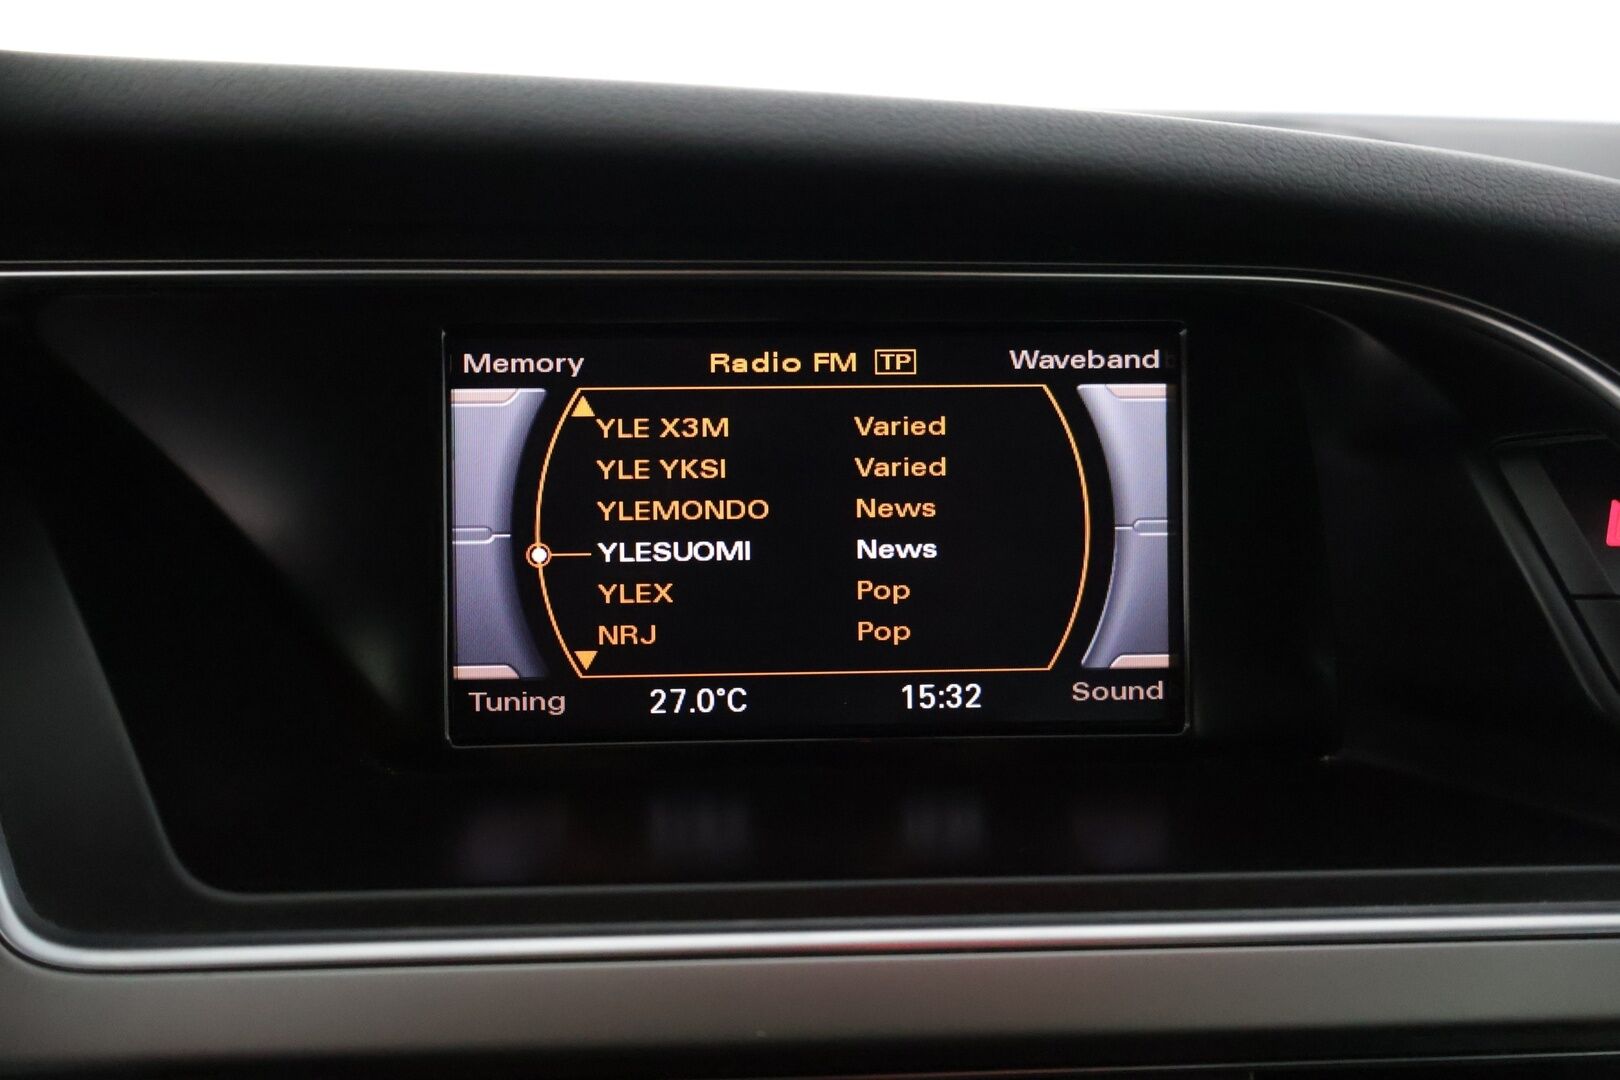 Memory Radio FM TP Waveband
YLE X3M Varied
YLE YKSI Varied
YLEMONDO News
YLESUOMI News
YLEX Pop
NRJ Pop
Tuning 27.0°C 15:32 Sound